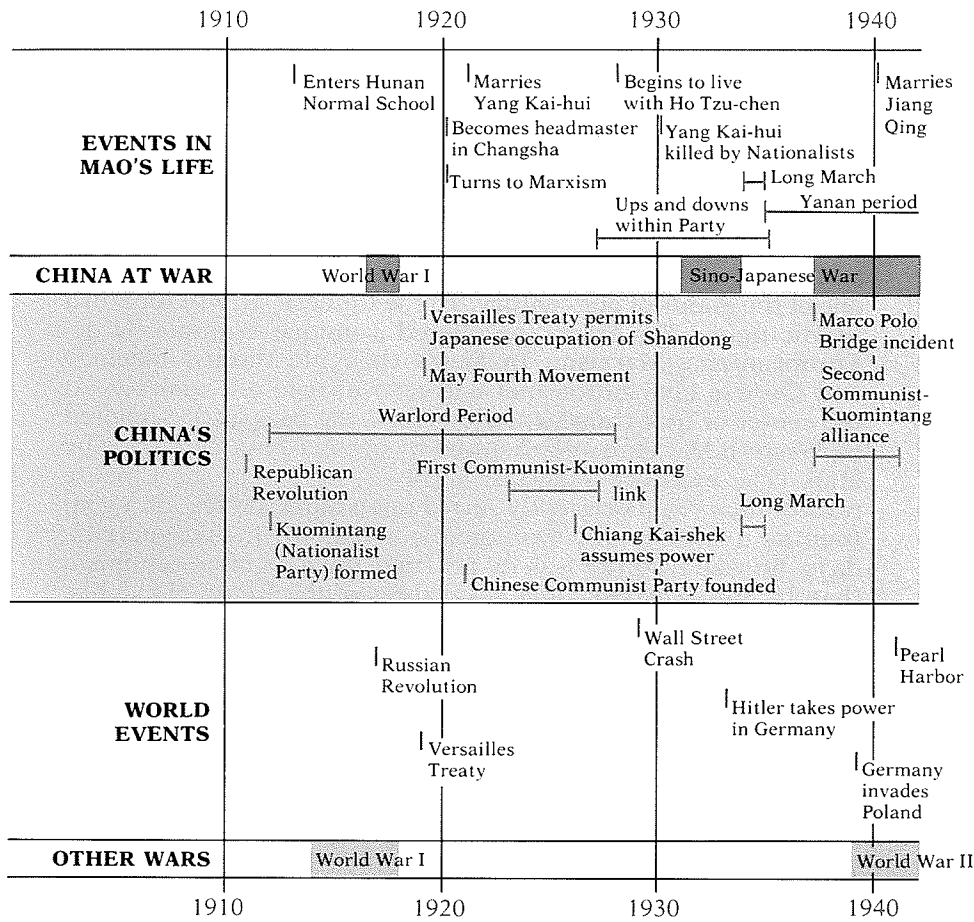 1910 1920 1930 1940
EVENTS IN
MAO'S LIFE
Enters Hunan
Normal School
Marries
Yang Kai-hui
Becomes headmaster
in Changsha
Turns to Marxism
Begins to live
with Ho Tzu-chen
Yang Kai-hui
killed by Nationalists
Long March
Ups and downs
within Party
Yanan period
Marries
Jiang
Qing
CHINA AT WAR
World War I
Sino-Japanese War
CHINA'S
POLITICS
Versailles Treaty permits
Japanese occupation of Shandong
May Fourth Movement
Warlord Period
Republican
Revolution
First Communist-Kuomintang
link
Kuomintang
(Nationalist
Party) formed
Chiang Kai-shek
assumes power
Chinese Communist Party founded
Long March
Marco Polo
Bridge incident
Second
Communist-
Kuomintang
alliance
WORLD
EVENTS
Russian
Revolution
Versailles
Treaty
Wall Street
Crash
Hitler takes power
in Germany
Pearl
Harbor
Germany
invades
Poland
OTHER WARS
World War I
World War II
1910 1920 1930 1940